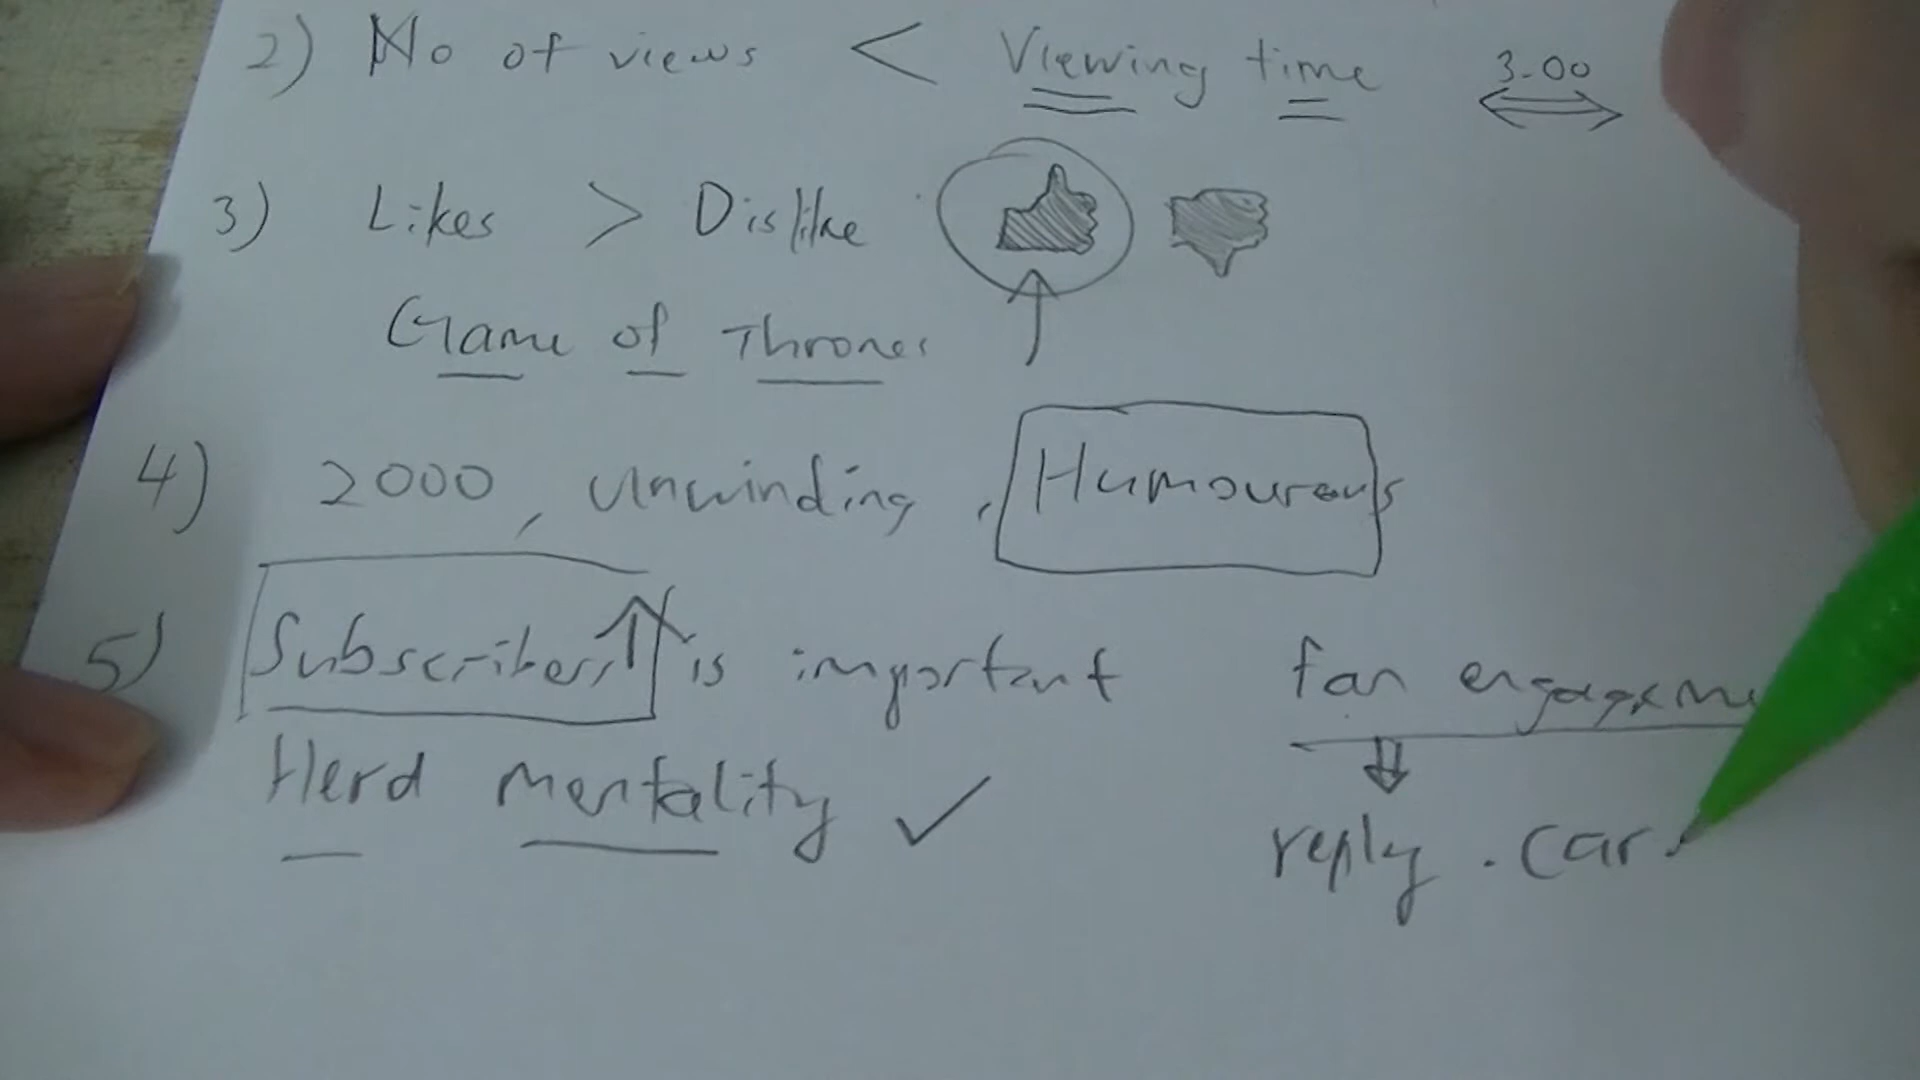 2) No of views < Viewing time 3.00
3) Likes > Dislike
Game of Thrones
4) 2000, unwinding, Humourous
5) Subscribers is important fan engageme
Herd mentality reply. car